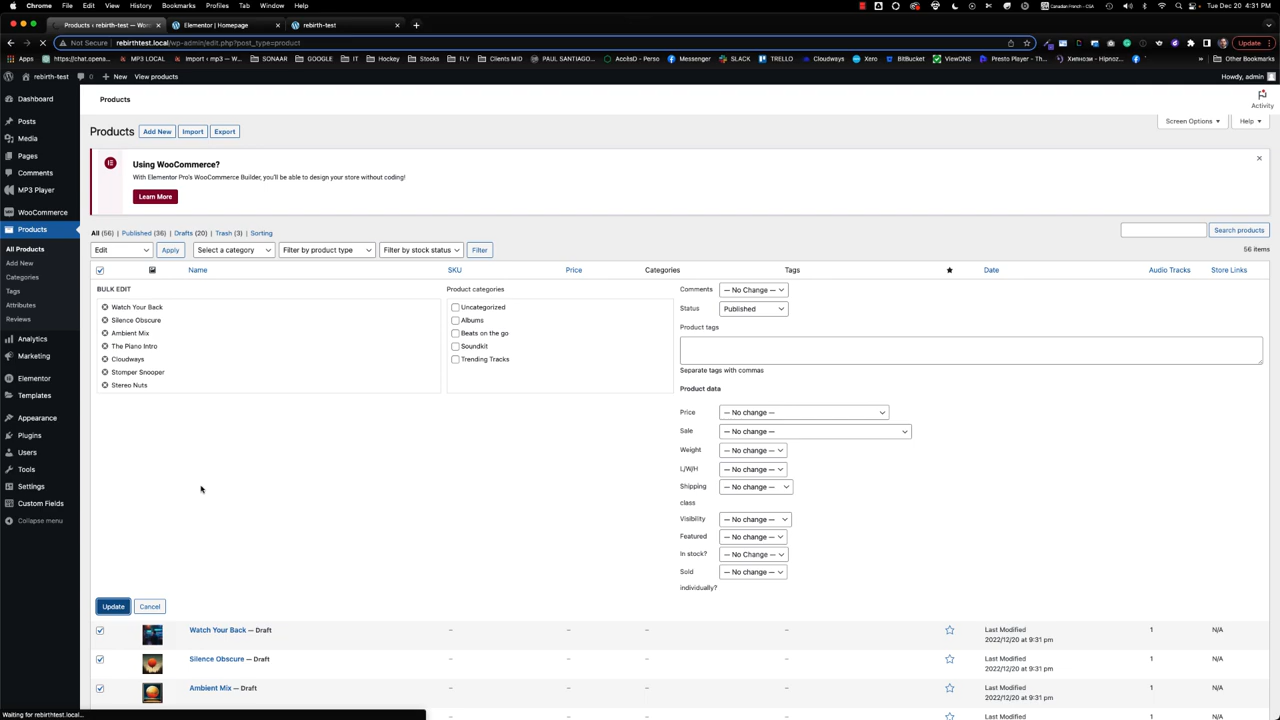 Chrome File Edit View History Bookmarks Profiles Tab Window Help Canadian French – CSA Tue Dec 20 4:31 PM
Products ‹ rebirth-test — Woo... Elementor | Homepage rebirth-test
Not Secure rebirthtest.local/wp-admin/edit.php?post_type=product Update
Apps https://chat.opena... MP3 LOCAL Import ‹ mp3 — W... SONAAR GOOGLE IT Hockey Stocks FLY Clients MID PAUL SANTIAGO... AccèsD - Perso Messenger SLACK TRELLO Cloudways Xero BitBucket ViewONS Presto Player - Th... Хипнози - Hipnoz... Other Bookmarks
rebirth-test 0 New View products Howdy, admin
Dashboard
Posts
Media
Pages
Comments
MP3 Player
WooCommerce
Products
All Products
Add New
Categories
Tags
Attributes
Reviews
Analytics
Marketing
Elementor
Templates
Appearance
Plugins
Users
Tools
Settings
Custom Fields
Collapse menu
Products
Activity
Screen Options Help
Products Add New Import Export
Using WooCommerce?
With Elementor Pro's WooCommerce Builder, you'll be able to design your store without coding!
Learn More
All (56) | Published (36) | Drafts (20) | Trash (3) | Sorting
Search products
Edit Apply Select a category Filter by product type Filter by stock status Filter 56 items
Name SKU Price Categories Tags Date Audio Tracks Store Links
BULK EDIT
Watch Your Back
Silence Obscure
Ambient Mix
The Piano Intro
Cloudways
Stomper Snooper
Stereo Nuts
Product categories
Uncategorized
Albums
Beats on the go
Soundkit
Trending Tracks
Comments — No Change —
Status Published
Product tags
Separate tags with commas
Product data
Price — No change —
Sale — No change —
Weight — No change —
L/W/H — No change —
Shipping class — No change —
Visibility — No change —
Featured — No change —
In stock? — No Change —
Sold individually? — No change —
Update Cancel
Watch Your Back — Draft – – – – Last Modified 2022/12/20 at 9:31 pm 1 N/A
Silence Obscure — Draft – – – – Last Modified 2022/12/20 at 9:31 pm 1 N/A
Ambient Mix — Draft – – – – Last Modified 2022/12/20 at 9:31 pm 1 N/A
Waiting for rebirthtest.local...